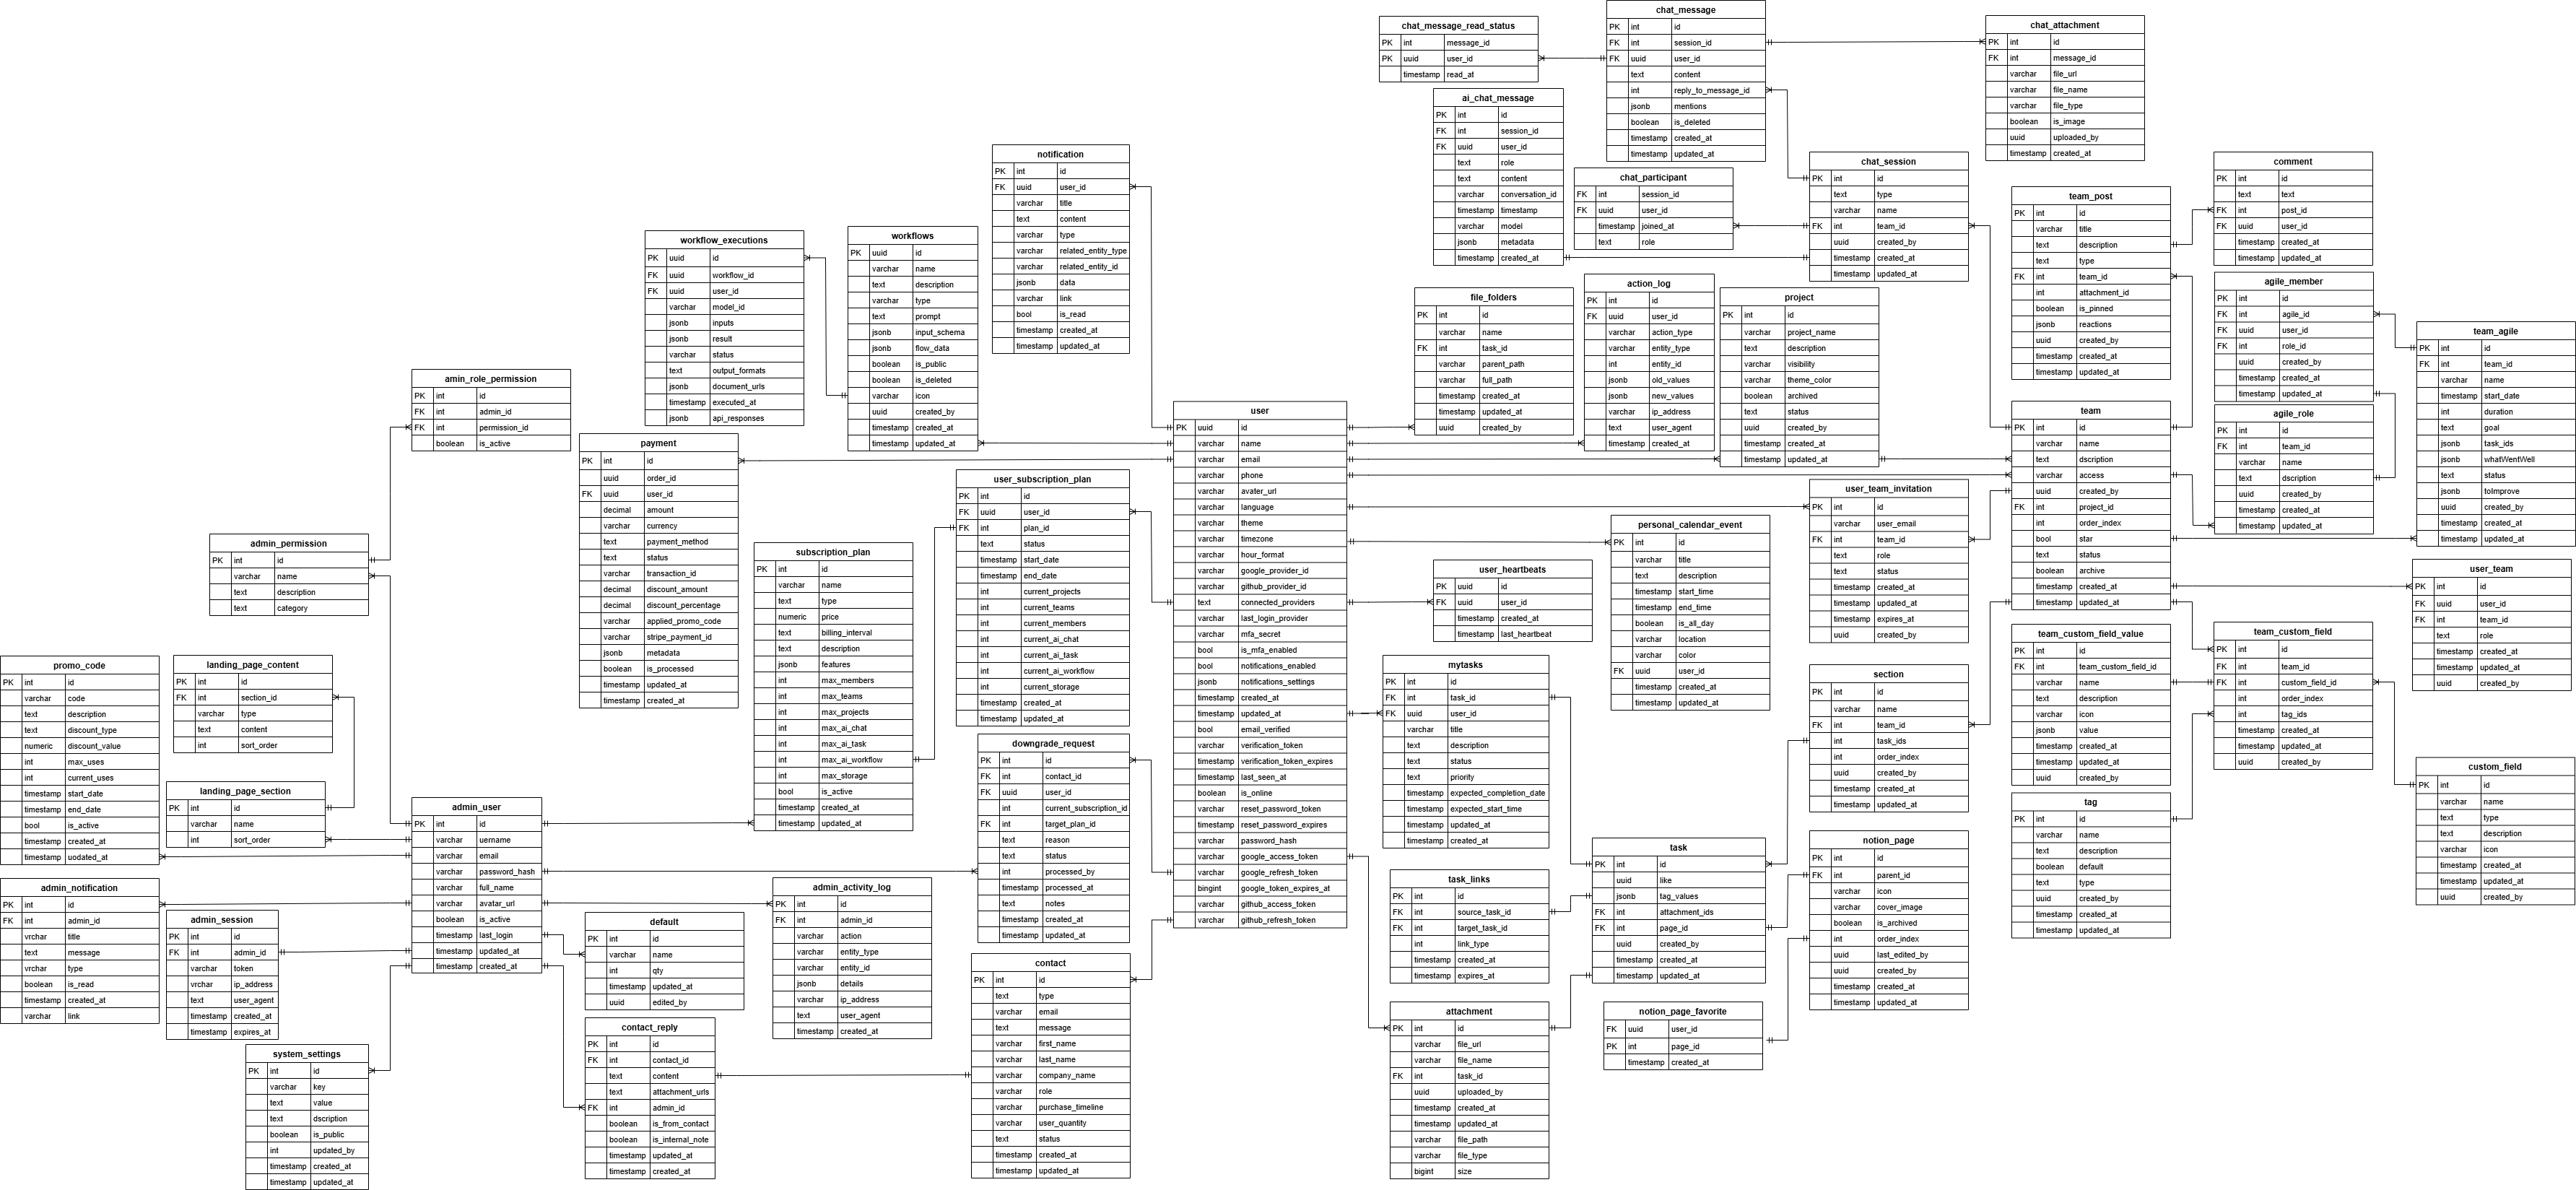 chat_message_read_status
PK int message_id
PK uuid user_id
timestamp read_at
chat_message
PK int id
FK int session_id
FK uuid user_id
text content
int reply_to_message_id
jsonb mentions
boolean is_deleted
timestamp created_at
timestamp updated_at
chat_attachment
PK int id
FK int message_id
varchar file_url
varchar file_name
varchar file_type
boolean is_image
uuid uploaded_by
timestamp created_at
ai_chat_message
PK int id
FK int session_id
FK uuid user_id
text role
text content
varchar conversation_id
timestamp timestamp
varchar model
jsonb metadata
timestamp created_at
chat_participant
FK int session_id
FK uuid user_id
timestamp joined_at
text role
chat_session
PK int id
text type
varchar name
FK int team_id
uuid created_by
timestamp created_at
timestamp updated_at
notification
PK int id
FK uuid user_id
varchar title
text content
varchar type
varchar related_entity_type
varchar related_entity_id
jsonb data
varchar link
bool is_read
timestamp created_at
timestamp updated_at
team_post
PK int id
varchar title
text description
text type
FK int team_id
int attachment_id
boolean is_pinned
jsonb reactions
uuid created_by
timestamp created_at
timestamp updated_at
comment
PK int id
text text
FK int post_id
FK uuid user_id
timestamp created_at
timestamp updated_at
workflow_executions
PK uuid id
FK uuid workflow_id
FK uuid user_id
varchar model_id
jsonb inputs
jsonb result
varchar status
text output_formats
jsonb document_urls
timestamp executed_at
jsonb api_responses
workflows
PK uuid id
varchar name
text description
varchar type
text prompt
jsonb input_schema
jsonb flow_data
boolean is_public
boolean is_deleted
varchar icon
uuid created_by
timestamp created_at
timestamp updated_at
file_folders
PK int id
varchar name
FK int task_id
varchar parent_path
varchar full_path
timestamp created_at
timestamp updated_at
uuid created_by
action_log
PK int id
FK uuid user_id
varchar action_type
varchar entity_type
int entity_id
jsonb old_values
jsonb new_values
varchar ip_address
text user_agent
timestamp created_at
project
PK int id
varchar project_name
text description
varchar visibility
varchar theme_color
boolean archived
text status
uuid created_by
timestamp created_at
timestamp updated_at
agile_member
PK int id
FK int agile_id
FK uuid user_id
FK int role_id
uuid created_by
timestamp created_at
timestamp updated_at
team_agile
PK int id
FK int team_id
varchar name
timestamp start_date
int duration
text goal
jsonb task_ids
jsonb whatWentWell
text status
jsonb toImprove
uuid created_by
timestamp created_at
timestamp updated_at
amin_role_permission
PK int id
FK int admin_id
FK int permission_id
boolean is_active
user
PK uuid id
varchar name
varchar email
varchar phone
varchar avater_url
varchar language
varchar theme
varchar timezone
varchar hour_format
varchar google_provider_id
varchar github_provider_id
text connected_providers
varchar last_login_provider
varchar mfa_secret
bool is_mfa_enabled
bool notifications_enabled
jsonb notifications_settings
timestamp created_at
timestamp updated_at
bool email_verified
varchar verification_token
timestamp verification_token_expires
timestamp last_seen_at
boolean is_online
varchar reset_password_token
timestamp reset_password_expires
varchar password_hash
varchar google_access_token
varchar google_refresh_token
bingint google_token_expires_at
varchar github_access_token
varchar github_refresh_token
team
PK int id
varchar name
text dscription
varchar access
uuid created_by
FK int project_id
int order_index
bool star
text status
boolean archive
timestamp created_at
timestamp updated_at
agile_role
PK int id
FK int team_id
varchar name
text dscription
uuid created_by
timestamp created_at
timestamp updated_at
payment
PK int id
uuid order_id
FK uuid user_id
decimal amount
varchar currency
text payment_method
text status
varchar transaction_id
decimal discount_amount
decimal discount_percentage
varchar applied_promo_code
varchar stripe_payment_id
jsonb metadata
boolean is_processed
timestamp updated_at
timestamp created_at
user_subscription_plan
PK int id
FK uuid user_id
FK int plan_id
text status
timestamp start_date
timestamp end_date
int current_projects
int current_teams
int current_members
int current_ai_chat
int current_ai_task
int current_ai_workflow
int current_storage
timestamp created_at
timestamp updated_at
user_team_invitation
PK int id
varchar user_email
FK int team_id
text role
text status
timestamp created_at
timestamp updated_at
timestamp expires_at
uuid created_by
personal_calendar_event
PK int id
varchar title
text description
timestamp start_time
timestamp end_time
boolean is_all_day
varchar location
varchar color
FK uuid user_id
timestamp created_at
timestamp updated_at
admin_permission
PK int id
varchar name
text description
text category
subscription_plan
PK int id
varchar name
text type
numeric price
text billing_interval
text description
jsonb features
int max_members
int max_teams
int max_projects
int max_ai_chat
int max_ai_task
int max_ai_workflow
int max_storage
bool is_active
timestamp created_at
timestamp updated_at
user_heartbeats
PK uuid id
FK uuid user_id
timestamp created_at
timestamp last_heartbeat
user_team
PK int id
FK uuid user_id
FK int team_id
text role
timestamp created_at
timestamp updated_at
uuid created_by
team_custom_field_value
PK int id
FK int team_custom_field_id
varchar name
text description
varchar icon
jsonb value
timestamp created_at
timestamp updated_at
uuid created_by
team_custom_field
PK int id
FK int team_id
FK int custom_field_id
int order_index
int tag_ids
timestamp created_at
timestamp updated_at
uuid created_by
promo_code
PK int id
varchar code
text description
text discount_type
numeric discount_value
int max_uses
int current_uses
timestamp start_date
timestamp end_date
bool is_active
timestamp created_at
timestamp uodated_at
landing_page_content
PK int id
FK int section_id
varchar type
text content
int sort_order
mytasks
PK int id
FK int task_id
FK uuid user_id
varchar title
text description
text status
text priority
timestamp expected_completion_date
timestamp expected_start_time
timestamp updated_at
timestamp created_at
section
PK int id
varchar name
FK int team_id
int task_ids
int order_index
uuid created_by
timestamp created_at
timestamp updated_at
downgrade_request
PK int id
FK int contact_id
FK uuid user_id
int current_subscription_id
FK int target_plan_id
text reason
text status
int processed_by
timestamp processed_at
text notes
timestamp created_at
timestamp updated_at
custom_field
PK int id
varchar name
text type
text description
varchar icon
timestamp created_at
timestamp updated_at
uuid created_by
landing_page_section
PK int id
varchar name
int sort_order
admin_user
PK int id
varchar uername
varchar email
varchar password_hash
varchar full_name
varchar avatar_url
boolean is_active
timestamp last_login
timestamp updated_at
timestamp created_at
tag
PK int id
varchar name
text description
boolean default
text type
uuid created_by
timestamp created_at
timestamp updated_at
task
PK int id
uuid like
jsonb tag_values
FK int attachment_ids
FK int page_id
uuid created_by
timestamp created_at
timestamp updated_at
notion_page
PK int id
FK int parent_id
varchar icon
varchar cover_image
boolean is_archived
int order_index
uuid last_edited_by
uuid created_by
timestamp created_at
timestamp updated_at
admin_notification
PK int id
FK int admin_id
vrchar title
text message
vrchar type
boolean is_read
timestamp created_at
varchar link
admin_session
PK int id
FK int admin_id
varchar token
vrchar ip_address
text user_agent
timestamp created_at
timestamp expires_at
admin_activity_log
PK int id
FK int admin_id
varchar action
varchar entity_type
varchar entity_id
jsonb details
varchar ip_address
text user_agent
timestamp created_at
task_links
PK int id
FK int source_task_id
FK int target_task_id
int link_type
timestamp created_at
timestamp expires_at
default
PK int id
varchar name
int qty
timestamp updated_at
uuid edited_by
contact
PK int id
text type
varchar email
text message
varchar first_name
varchar last_name
varchar company_name
varchar role
varchar purchase_timeline
varchar user_quantity
text status
timestamp created_at
timestamp updated_at
attachment
PK int id
varchar file_url
varchar file_name
FK int task_id
uuid uploaded_by
timestamp created_at
timestamp updated_at
varchar file_path
varchar file_type
bigint size
notion_page_favorite
FK uuid user_id
PK int page_id
timestamp created_at
contact_reply
PK int id
FK int contact_id
text content
text attachment_urls
FK int admin_id
boolean is_from_contact
boolean is_internal_note
timestamp updated_at
timestamp created_at
system_settings
PK int id
varchar key
text value
text dscription
boolean is_public
int updated_by
timestamp created_at
timestamp updated_at